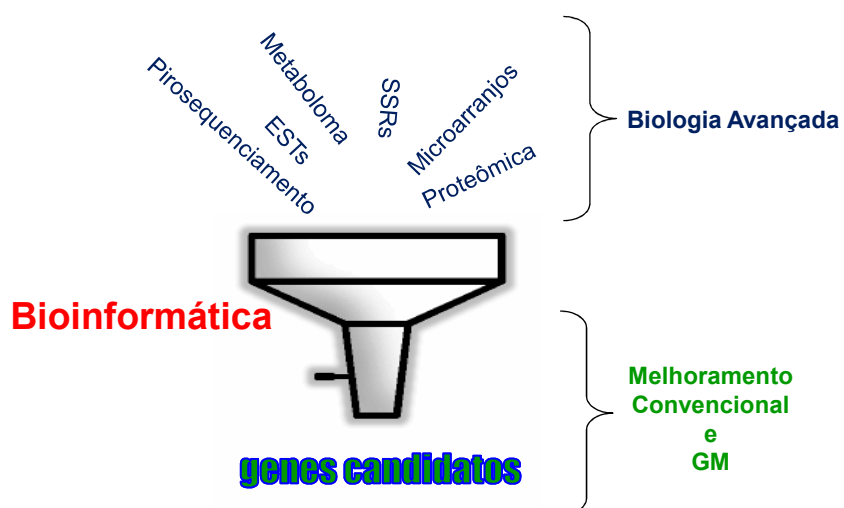 Pirosequenciamento
ESTs
Metaboloma
SSRs
Microarranjos
Proteômica
Biologia Avançada
Bioinformática
genes candidatos
Melhoramento
Convencional
e
GM